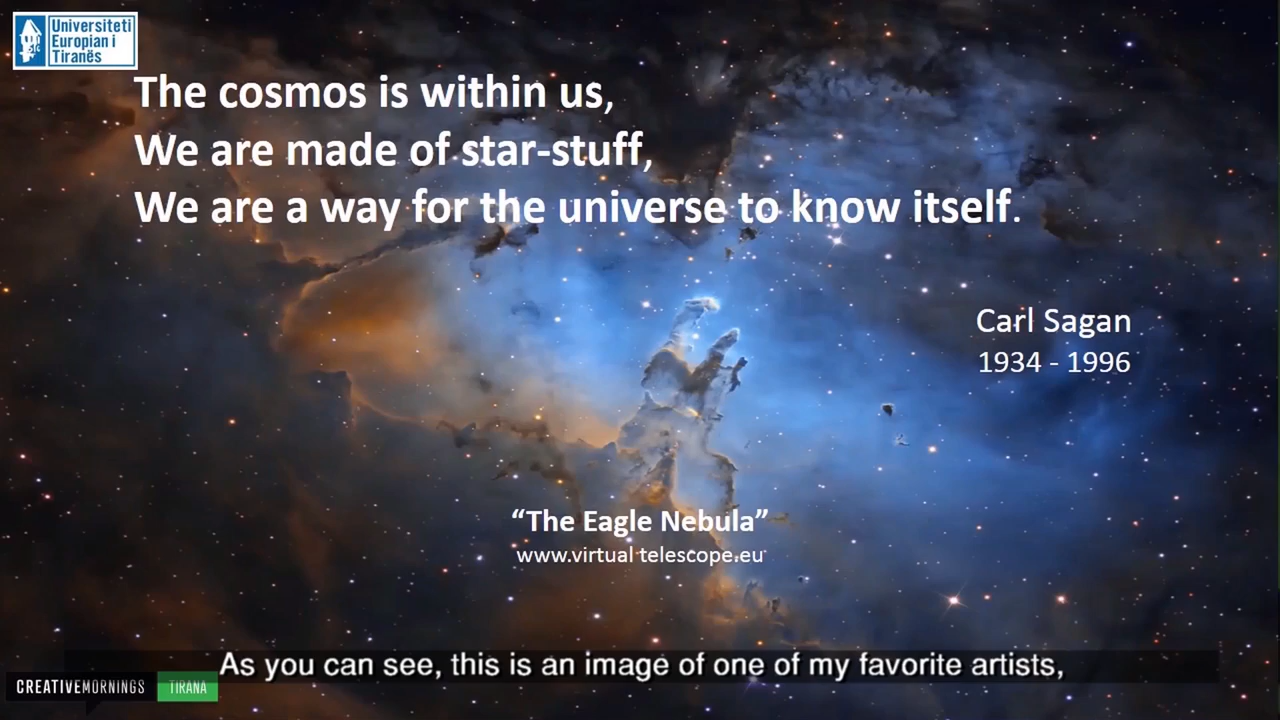 Universiteti
Europian i
Tiranës
The cosmos is within us,
We are made of star-stuff,
We are a way for the universe to know itself.
Carl Sagan
1934 - 1996
“The Eagle Nebula”
www.virtual telescope.eu
As you can see, this is an image of one of my favorite artists,
CREATIVEMORNINGS TIRANA